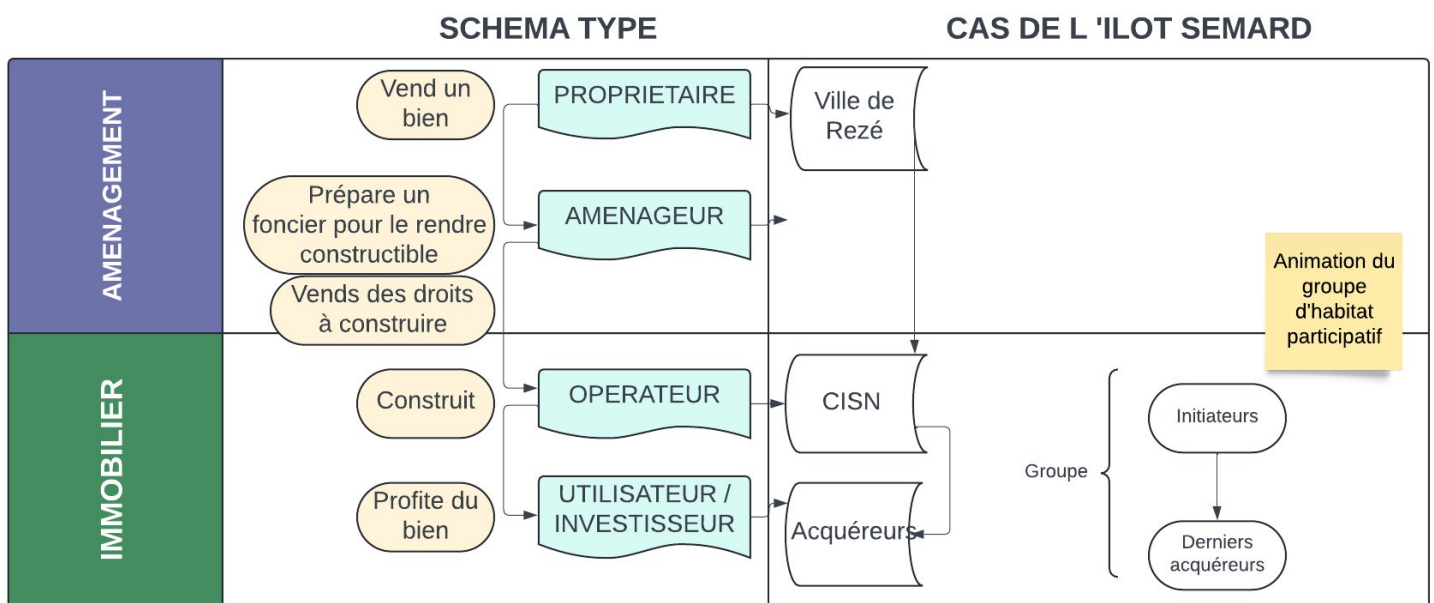 SCHEMA TYPE
CAS DE L 'ILOT SEMARD
AMENAGEMENT
Vend un
bien
PROPRIETAIRE
Ville de
Rezé
Prépare un
foncier pour le rendre
constructible
AMENAGEUR
Vends des droits
à construire
Animation du
groupe
d'habitat
participatif
IMMOBILIER
Construit
OPERATEUR
CISN
Initiateurs
Groupe
Profite du
bien
UTILISATEUR /
INVESTISSEUR
Acquéreurs
Derniers
acquéreurs